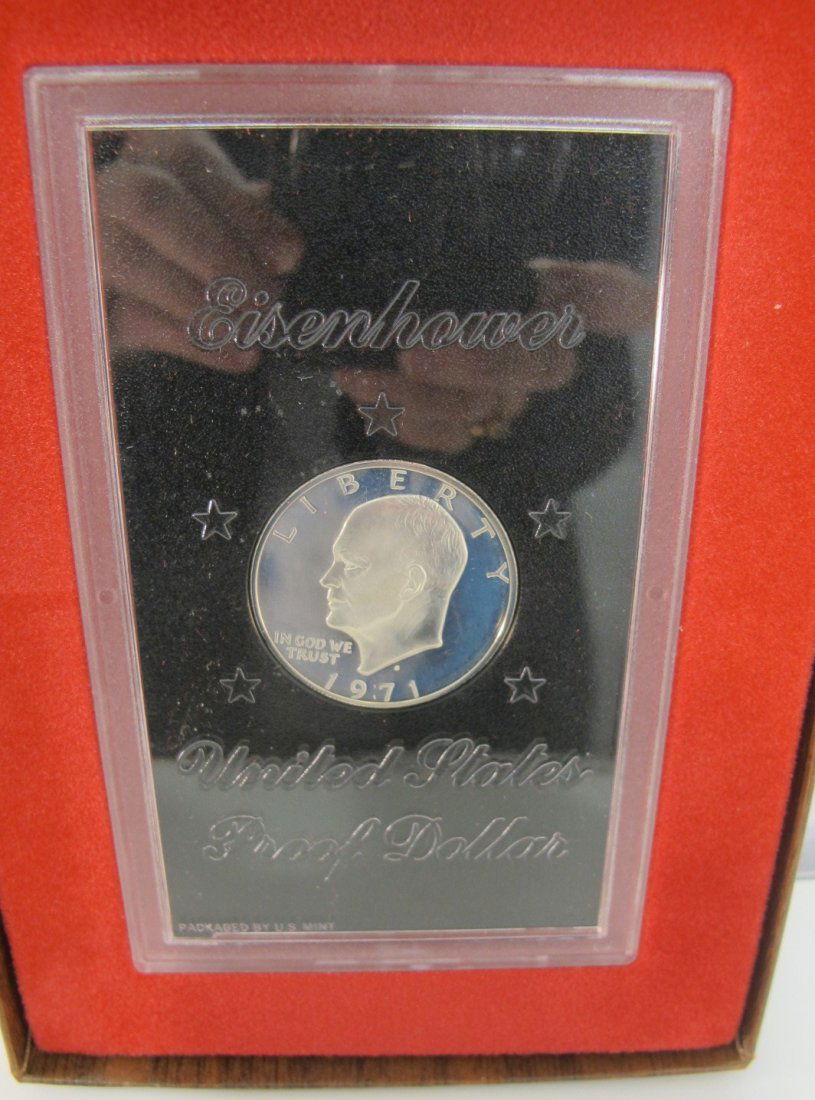 Eisenhower
LIBERTY
IN GOD WE
TRUST
1971
United States
Proof Dollar
PACKAGED BY U.S. MINT